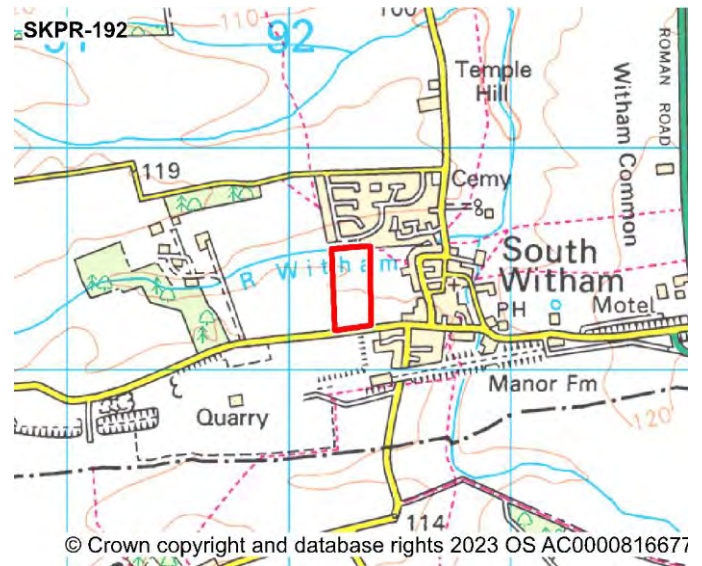 SKPR-192
92
110
100
Temple
Hill
ROMAN ROAD
Witham Common
119
Cemy
R Witham
South
Witham
PH
Motel
Manor Fm
Quarry
120
114
© Crown copyright and database rights 2023 OS AC0000816677